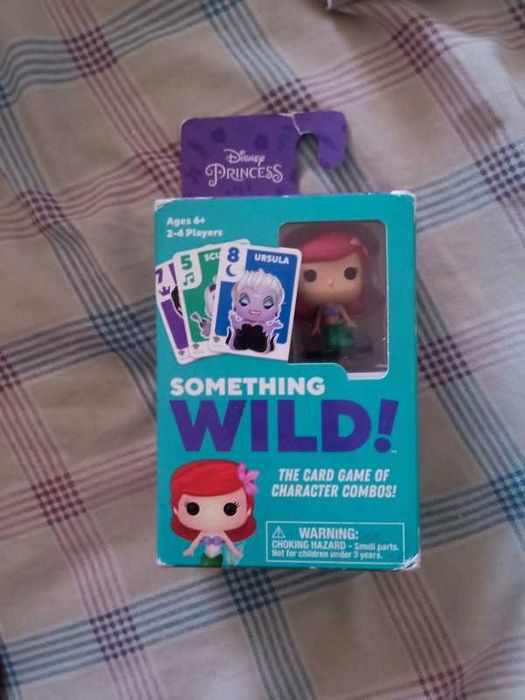 Disney
PRINCESS
Ages 6+
2-4 Players
7
5
SCU
8
URSULA
SOMETHING
WILD!
THE CARD GAME OF
CHARACTER COMBOS!
WARNING:
CHOKING HAZARD - Small parts.
Not for children under 3 years.